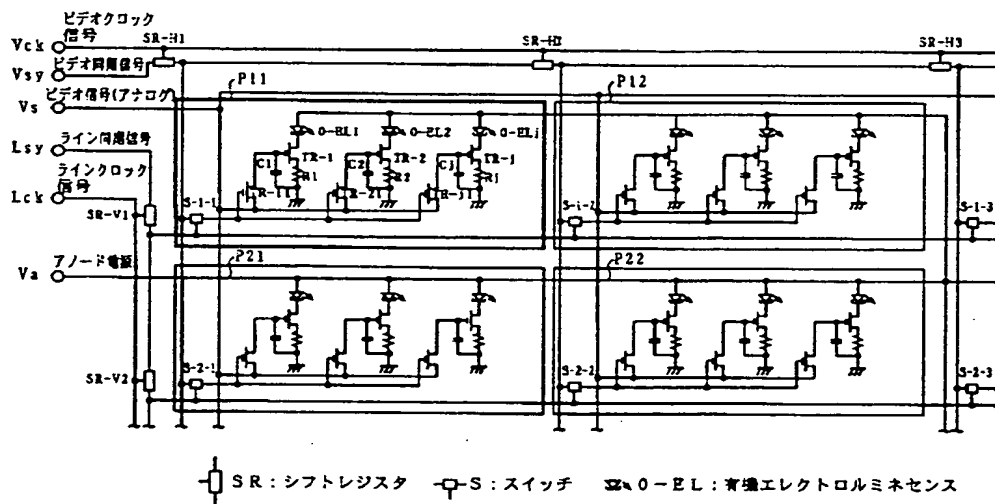 ビデオクロック
信号
Vck
SR-H1
SR-H2
SR-H3
Vsy
ビデオ同期信号
P11
P12
ビデオ信号(アナログ)
Vs
ライン同期信号
Lsy
O-EL1
O-EL2
O-ELj
C1
TR-1
C2
TR-2
Cj
TR-j
R1
R2
Rj
ラインクロック
信号
Lck
SR-V1
S-1-1
S-1-3
アノード電源
Va
P21
P22
SR-V2
S-2-1
S-2-2
S-2-3
SR:シフトレジスタ
S:スイッチ
O-EL:有機エレクトロルミネセンス